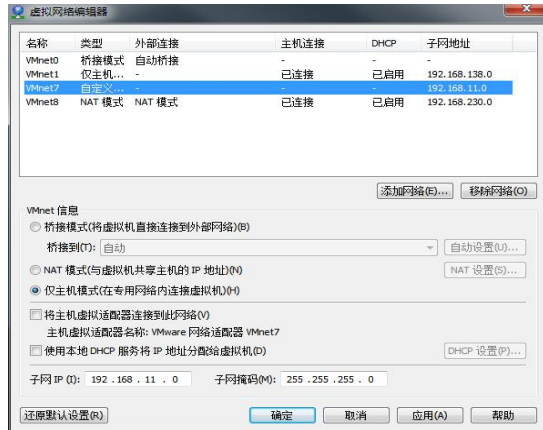 虚拟网络编辑器
名称 类型 外部连接 主机连接 DHCP 子网地址
VMnet0 桥接模式 自动桥接 - - -
VMnet1 仅主机... - 已连接 已启用 192.168.138.0
VMnet7 自定义... - - - 192.168.11.0
VMnet8 NAT 模式 NAT 模式 已连接 已启用 192.168.230.0
添加网络(E)... 移除网络(O)
VMnet 信息
桥接模式(将虚拟机直接连接到外部网络)(B)
桥接到(T): 自动 自动设置(U)...
NAT 模式(与虚拟机共享主机的 IP 地址)(N) NAT 设置(S)...
仅主机模式(在专用网络内连接虚拟机)(H)
将主机虚拟适配器连接到此网络(V)
主机虚拟适配器名称: VMware 网络适配器 VMnet7
使用本地 DHCP 服务将 IP 地址分配给虚拟机(D) DHCP 设置(P)...
子网 IP (I): 192 .168 . 11 . 0 子网掩码(M): 255 .255 .255 . 0
还原默认设置(R) 确定 取消 应用(A) 帮助